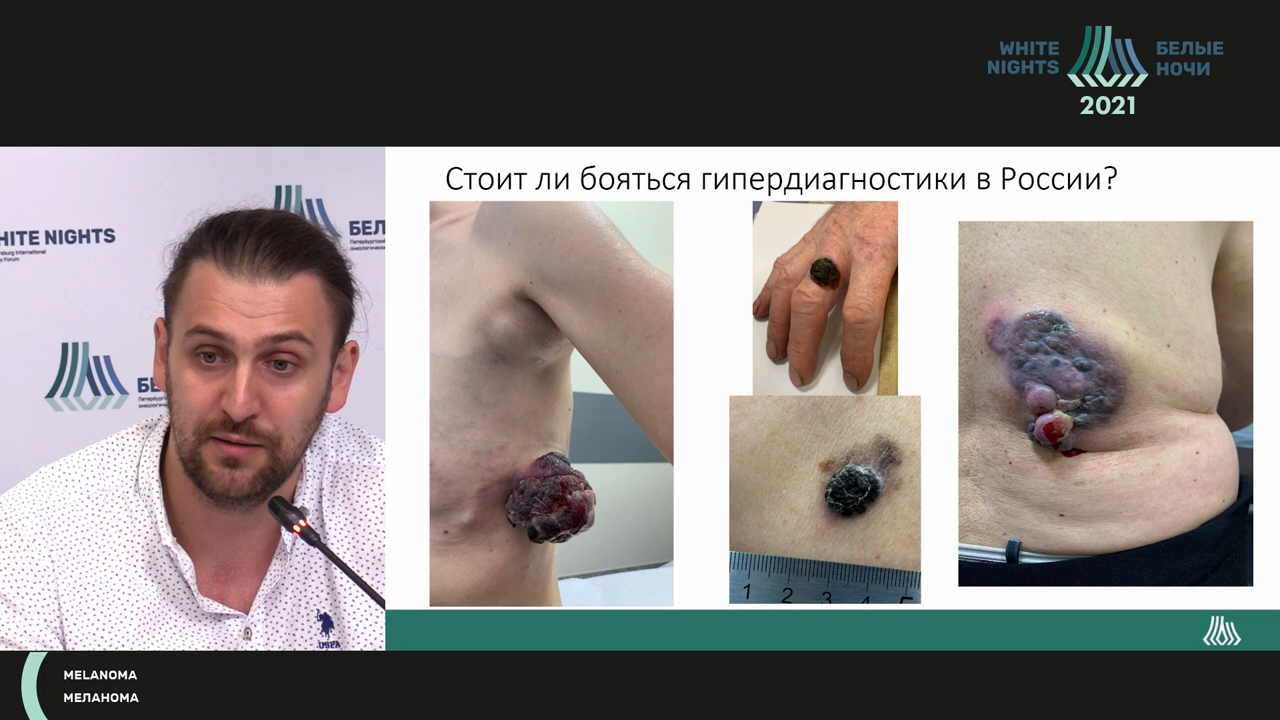 WHITE
NIGHTS
БЕЛЫЕ
НОЧИ
2021
Стоит ли бояться гипердиагностики в России?
HITE NIGHTS
БЕЛ
1 2 3 4
MELANOMA
МЕЛАНОМА